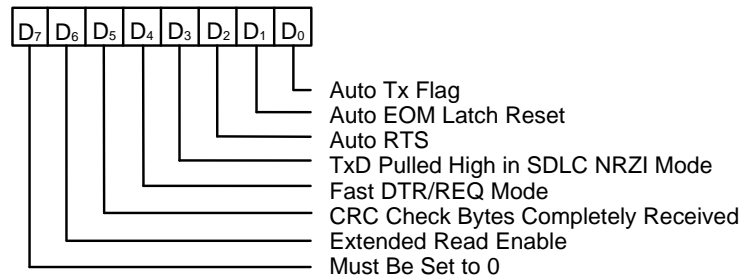 D₇ D₆ D₅ D₄ D₃ D₂ D₁ D₀
Auto Tx Flag
Auto EOM Latch Reset
Auto RTS
TxD Pulled High in SDLC NRZI Mode
Fast DTR/REQ Mode
CRC Check Bytes Completely Received
Extended Read Enable
Must Be Set to 0